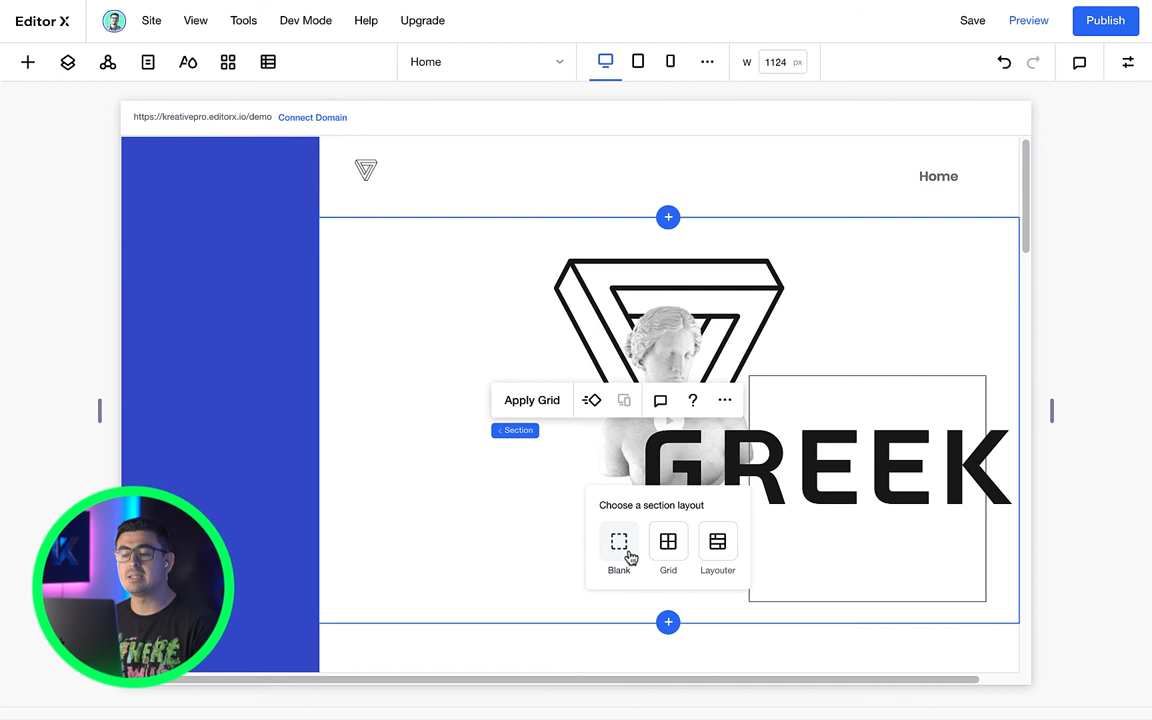 Editor X
Site
View
Tools
Dev Mode
Help
Upgrade
Save
Preview
Publish
Home
W
1124
px
https://kreativepro.editorx.io/demo
Connect Domain
Home
Apply Grid
?
< Section
GREEK
Choose a section layout
Blank
Grid
Layouter